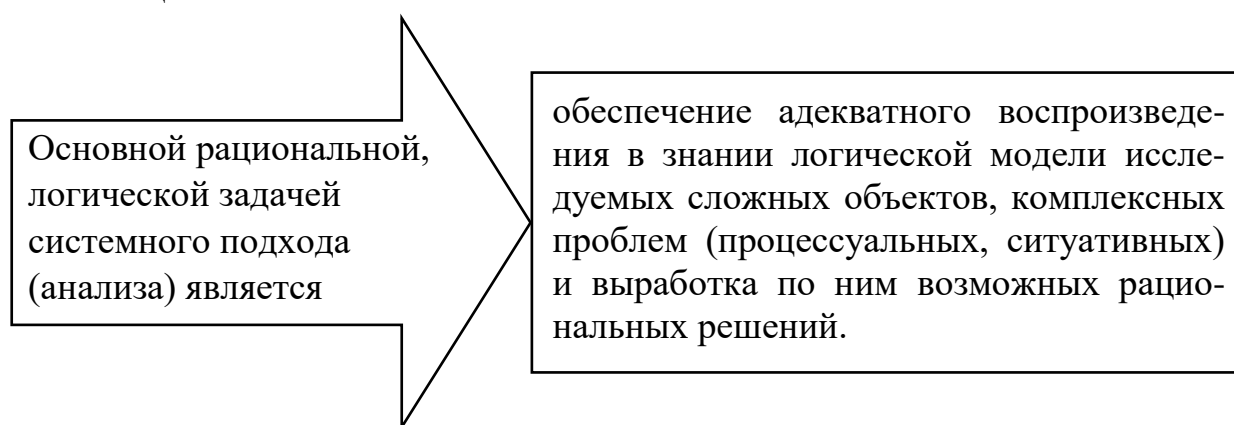 Основной рациональной,
логической задачей
системного подхода
(анализа) является
обеспечение адекватного воспроизведе-
ния в знании логической модели иссле-
дуемых сложных объектов, комплексных
проблем (процессуальных, ситуативных)
и выработка по ним возможных рацио-
нальных решений.